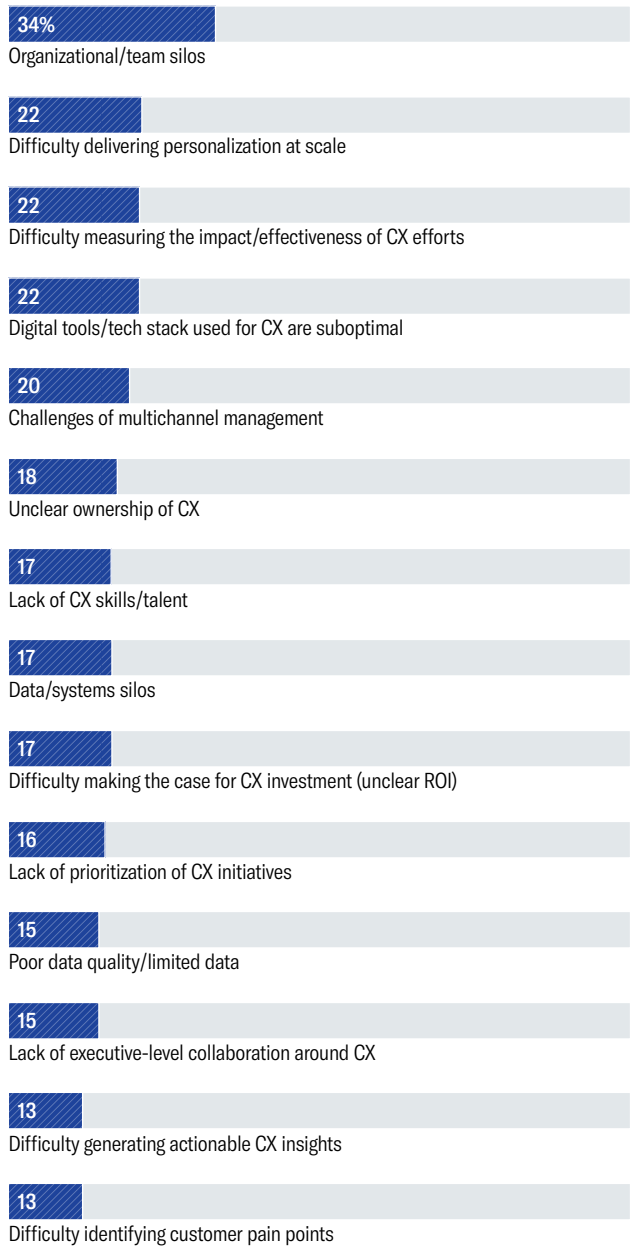 34%
Organizational/team silos
22
Difficulty delivering personalization at scale
22
Difficulty measuring the impact/effectiveness of CX efforts
22
Digital tools/tech stack used for CX are suboptimal
20
Challenges of multichannel management
18
Unclear ownership of CX
17
Lack of CX skills/talent
17
Data/systems silos
17
Difficulty making the case for CX investment (unclear ROI)
16
Lack of prioritization of CX initiatives
15
Poor data quality/limited data
15
Lack of executive-level collaboration around CX
13
Difficulty generating actionable CX insights
13
Difficulty identifying customer pain points